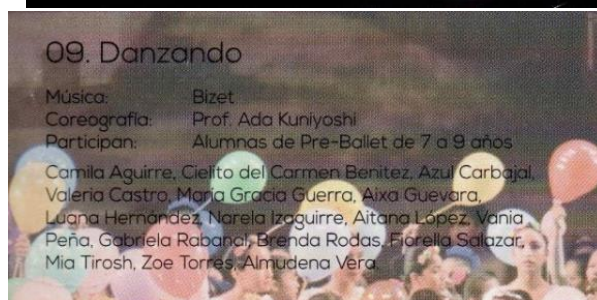 09. Danzando
Música: Bizet
Coreografía: Prof. Ada Kuniyoshi
Participan: Alumnas de Pre-Ballet de 7 a 9 años
Camila Aguirre, Cielito del Carmen Benitez, Azul Carbajal,
Valeria Castro, María Gracia Guerra, Aixa Guevara,
Luana Hernández, Narela Izaguirre, Aitana López, Vania
Peña, Gabriela Rabanal, Brenda Rodas, Fiorella Salazar,
Mia Tirosh, Zoe Torres, Almudena Vera.